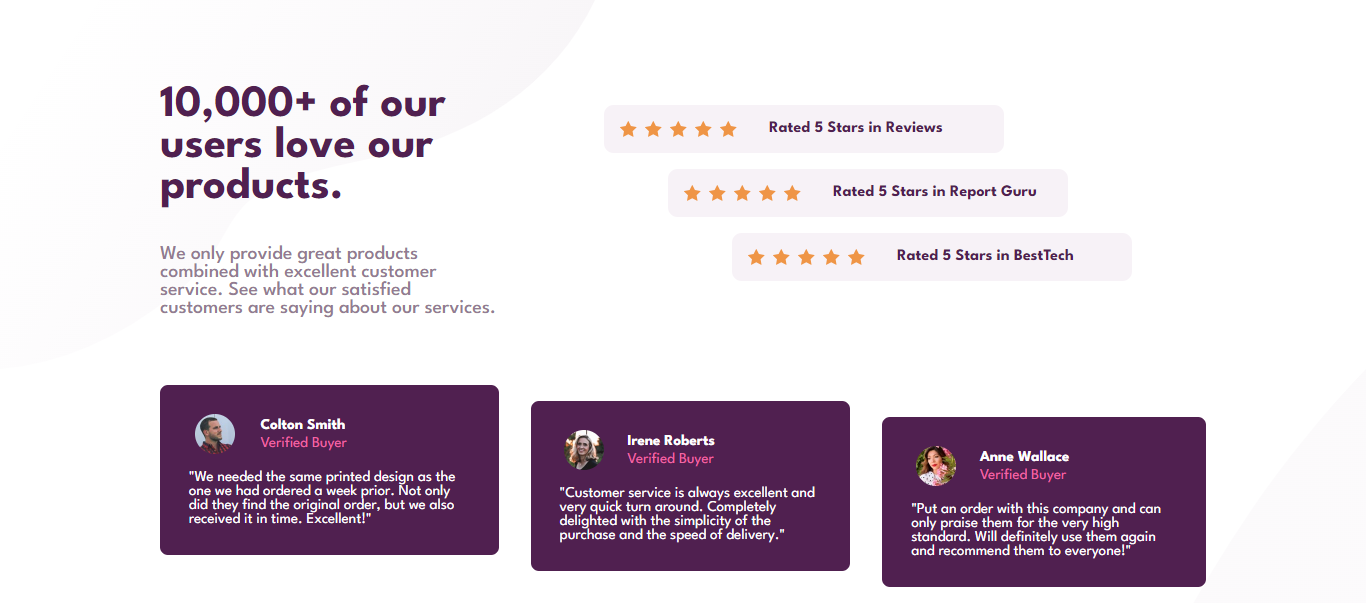 10,000+ of our
users love our
products.
We only provide great products
combined with excellent customer
service. See what our satisfied
customers are saying about our services.
Rated 5 Stars in Reviews
Rated 5 Stars in Report Guru
Rated 5 Stars in BestTech
Colton Smith
Verified Buyer
"We needed the same printed design as the
one we had ordered a week prior. Not only
did they find the original order, but we also
received it in time. Excellent!"
Irene Roberts
Verified Buyer
"Customer service is always excellent and
very quick turn around. Completely
delighted with the simplicity of the
purchase and the speed of delivery."
Anne Wallace
Verified Buyer
"Put an order with this company and can
only praise them for the very high
standard. Will definitely use them again
and recommend them to everyone!"